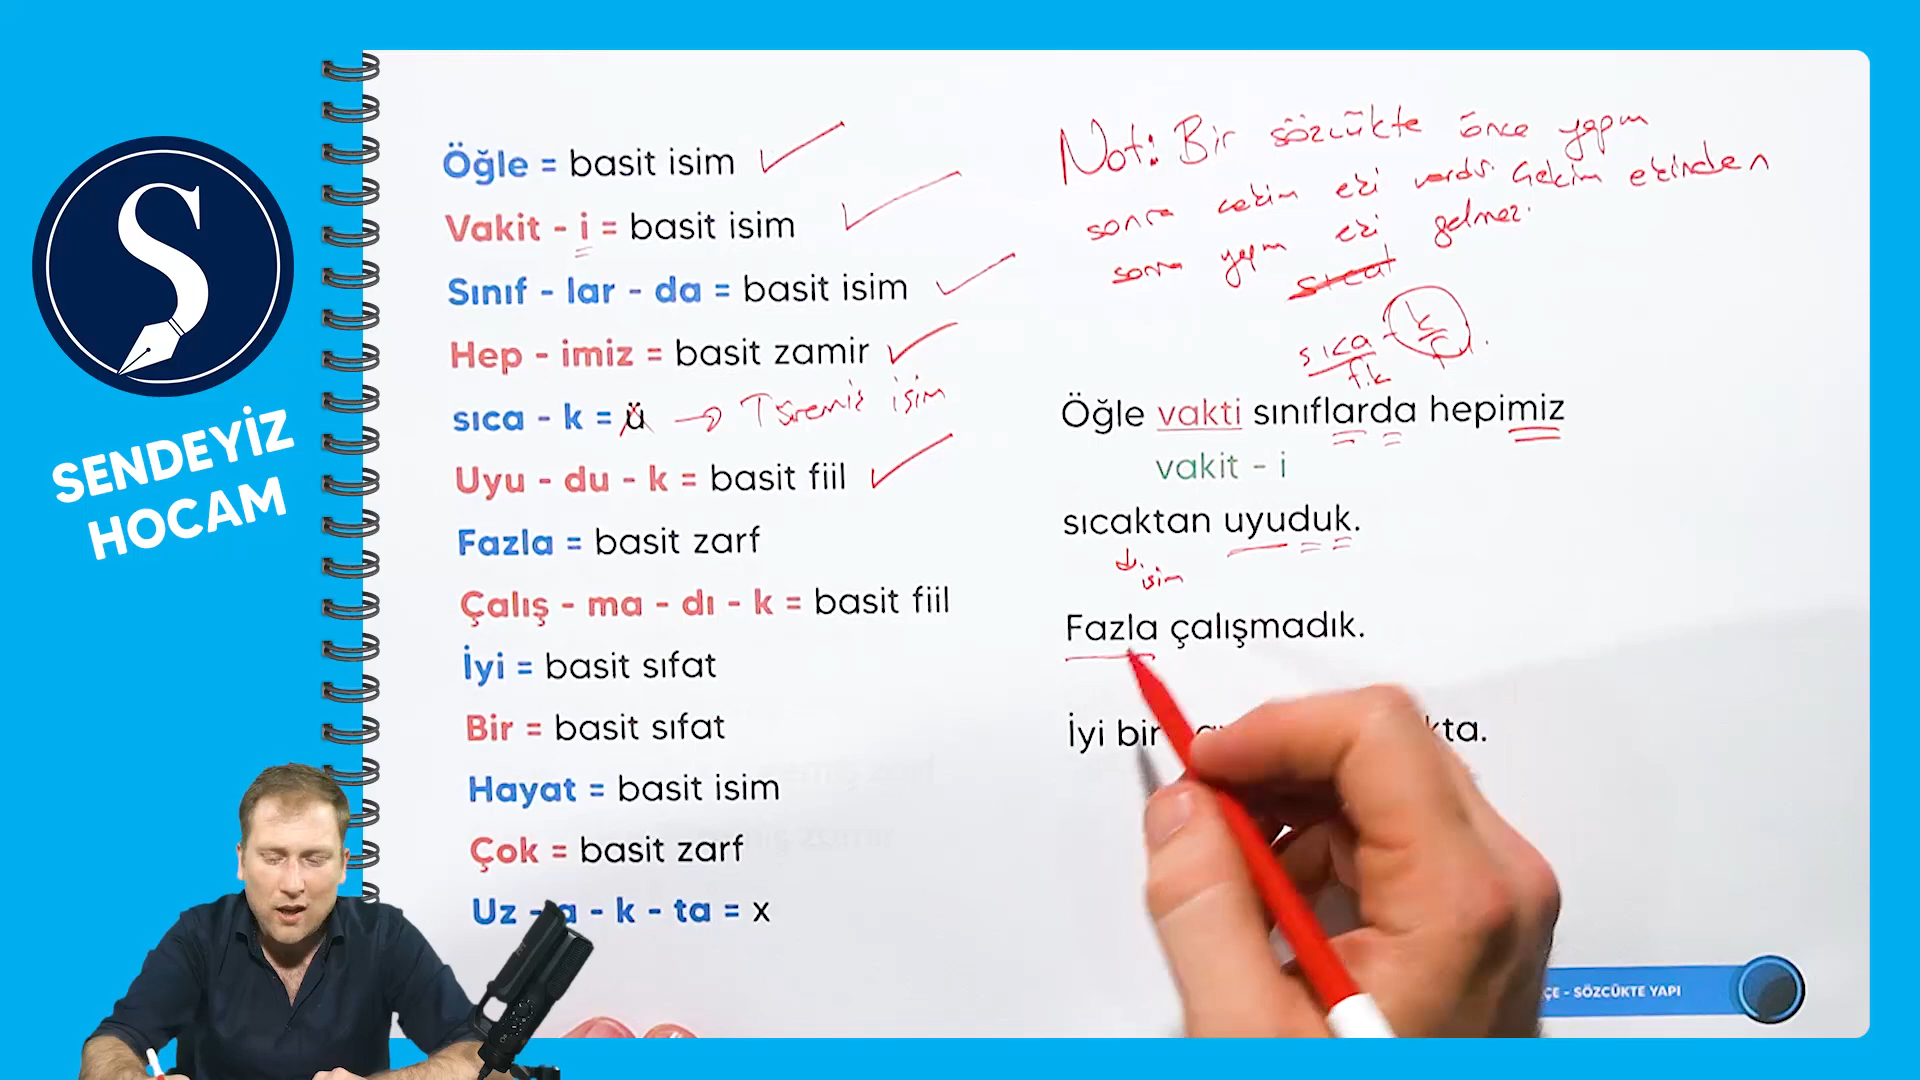 SENDEYİZ
HOCAM
Öğle = basit isim
Vakit - i = basit isim
Sınıf - lar - da = basit isim
Hep - imiz = basit zamir
sıca - k = ü → Türemiş isim
Uyu - du - k = basit fiil
Fazla = basit zarf
Çalış - ma - dı - k = basit fiil
İyi = basit sıfat
Bir = basit sıfat
Hayat = basit isim
Çok = basit zarf
Uz - a - k - ta = x
Not: Bir sözcükte önce yapım
sonra çekim eki vardır. Çekim ekinden
sonra yapım eki gelmez.
sıcak
sıca - k
fik
Öğle vakti sınıflarda hepimiz
vakit - i
sıcaktan uyuduk.
isim
Fazla çalışmadık.
İyi bir kta.
ÇE - SÖZCÜKTE YAPI